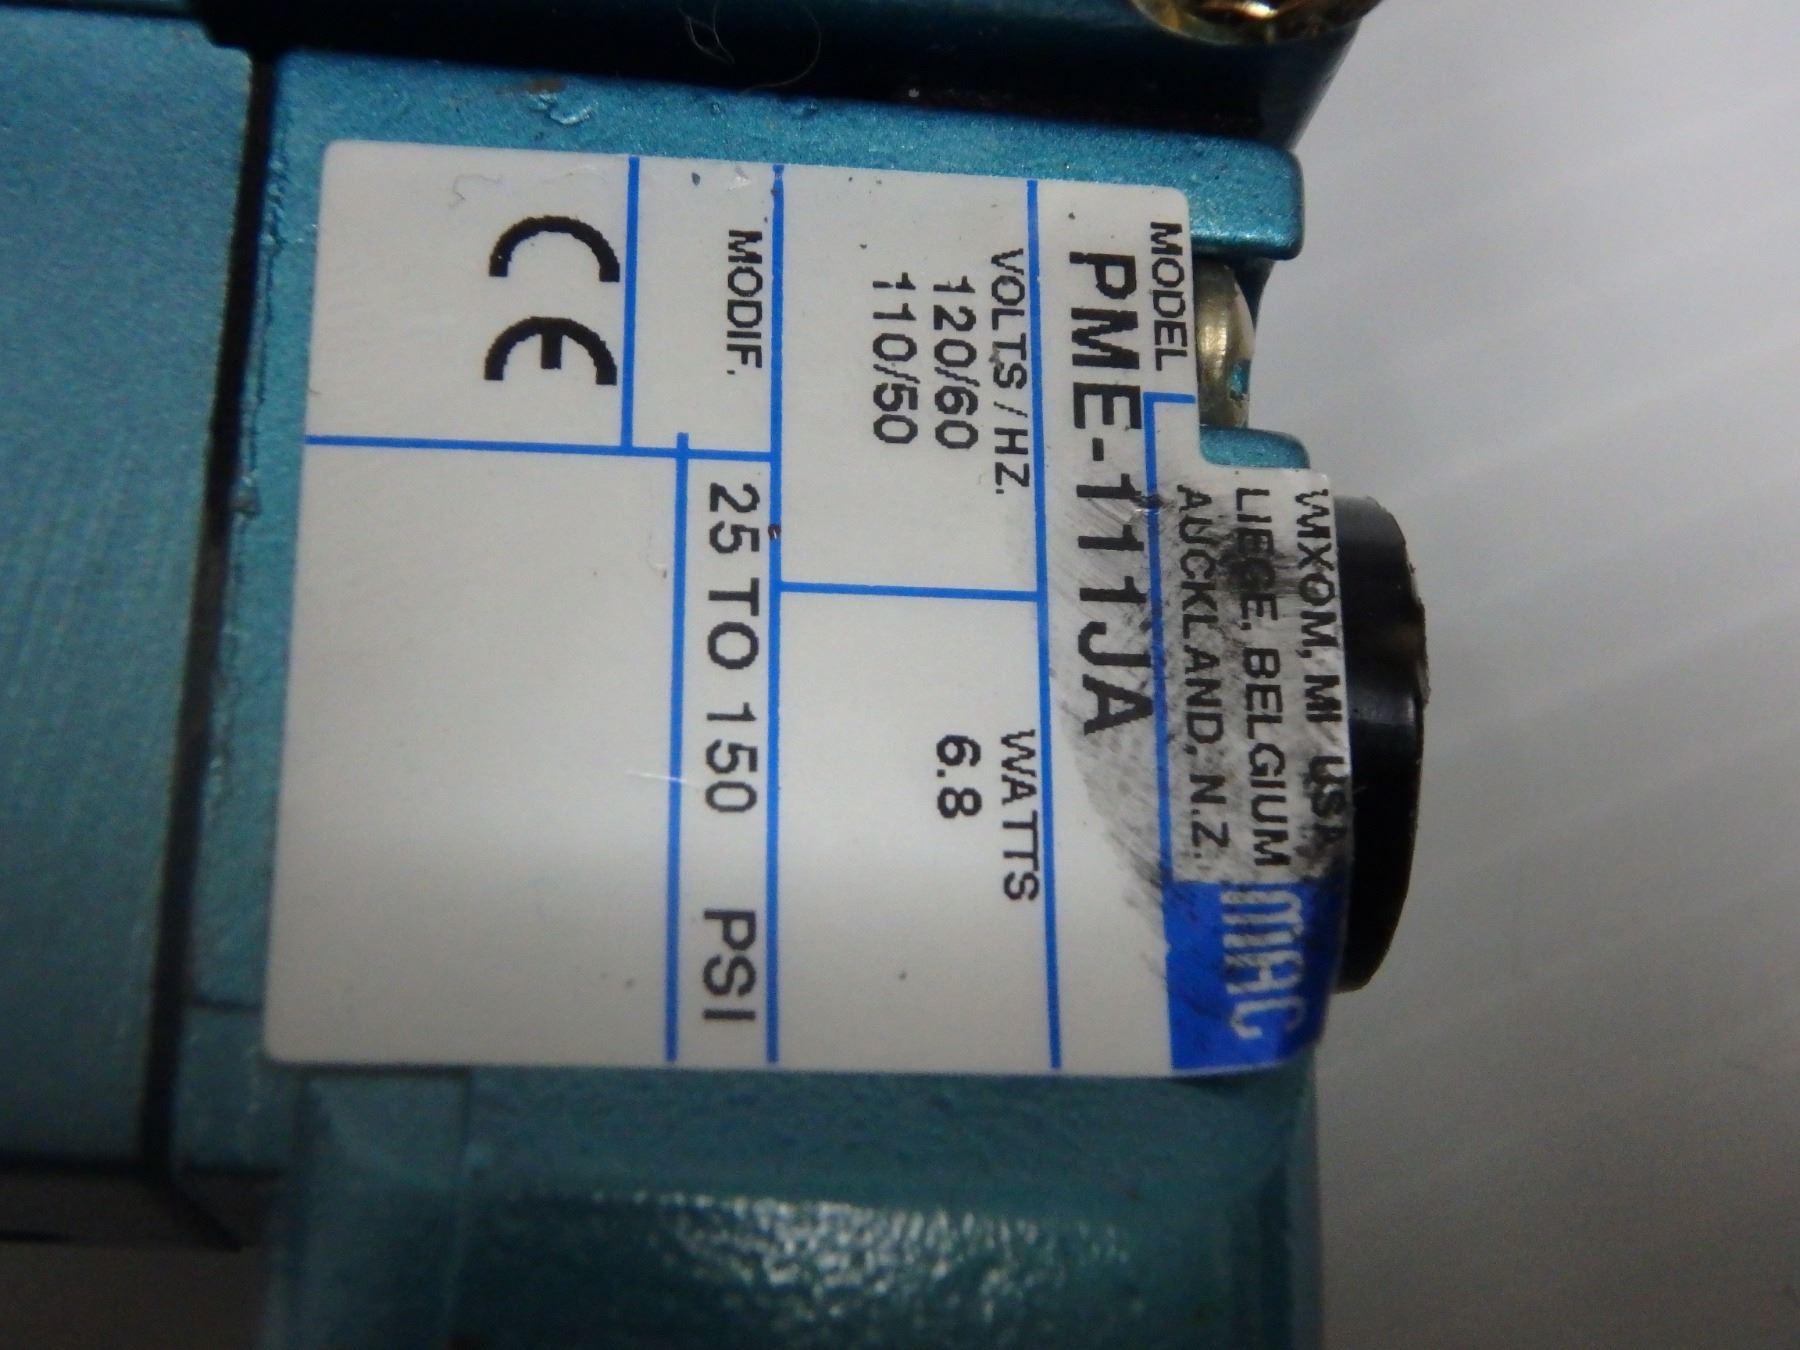 WIXOM, MI USA
LIEGE, BELGIUM
AUCKLAND, N.Z.
MAC
MODEL
PME-111JA
VOLTS/HZ.
120/60
110/50
WATTS
6.8
MODIF.
25 TO 150 PSI
CE